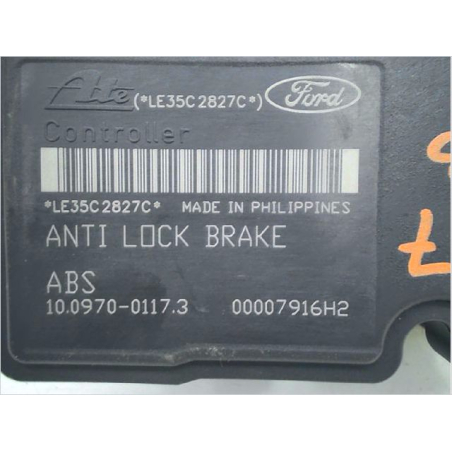 Ate (*LE35C2827C*) Ford
Controller
*LE35C2827C* MADE IN PHILIPPINES
ANTI LOCK BRAKE
ABS
10.0970-0117.3 00007916H2